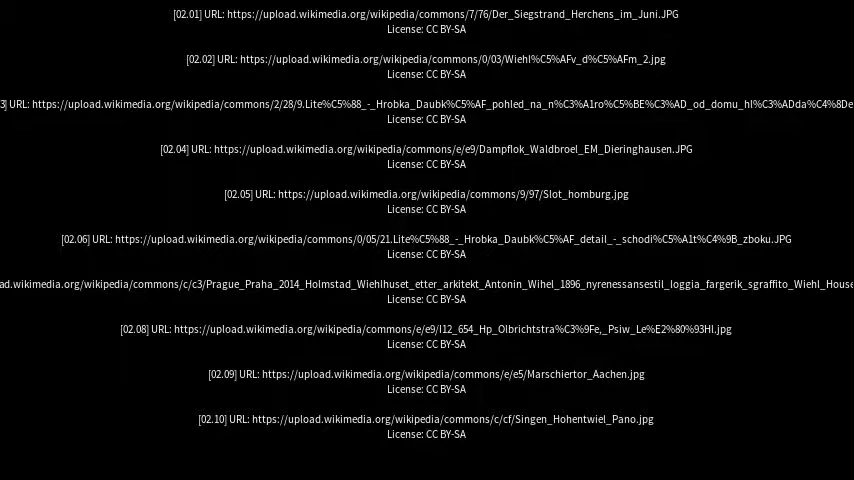 [02.01] URL: https://upload.wikimedia.org/wikipedia/commons/7/76/Der_Siegstrand_Herchens_im_Juni.JPG
License: CC BY-SA
[02.02] URL: https://upload.wikimedia.org/wikipedia/commons/0/03/Wiehl%C5%AFv_d%C5%AFm_2.jpg
License: CC BY-SA
3] URL: https://upload.wikimedia.org/wikipedia/commons/2/28/9.Lite%C5%88_-_Hrobka_Daubk%C5%AF_pohled_na_n%C3%A1ro%C5%BE%C3%AD_od_domu_hl%C3%ADda%C4%8De
License: CC BY-SA
[02.04] URL: https://upload.wikimedia.org/wikipedia/commons/e/e9/Dampflok_Waldbroel_EM_Dieringhausen.JPG
License: CC BY-SA
[02.05] URL: https://upload.wikimedia.org/wikipedia/commons/9/97/Slot_homburg.jpg
License: CC BY-SA
[02.06] URL: https://upload.wikimedia.org/wikipedia/commons/0/05/21.Lite%C5%88_-_Hrobka_Daubk%C5%AF_detail_-_schodi%C5%A1t%C4%9B_zboku.JPG
License: CC BY-SA
ad.wikimedia.org/wikipedia/commons/c/c3/Prague_Praha_2014_Holmstad_Wiehlhuset_etter_arkitekt_Antonin_Wihel_1896_nyrenessansestil_loggia_fargerik_sgraffito_Wiehl_House
License: CC BY-SA
[02.08] URL: https://upload.wikimedia.org/wikipedia/commons/e/e9/I12_654_Hp_Olbrichtstra%C3%9Fe,_Psiw_Le%E2%80%93Hl.jpg
License: CC BY-SA
[02.09] URL: https://upload.wikimedia.org/wikipedia/commons/e/e5/Marschiertor_Aachen.jpg
License: CC BY-SA
[02.10] URL: https://upload.wikimedia.org/wikipedia/commons/c/cf/Singen_Hohentwiel_Pano.jpg
License: CC BY-SA